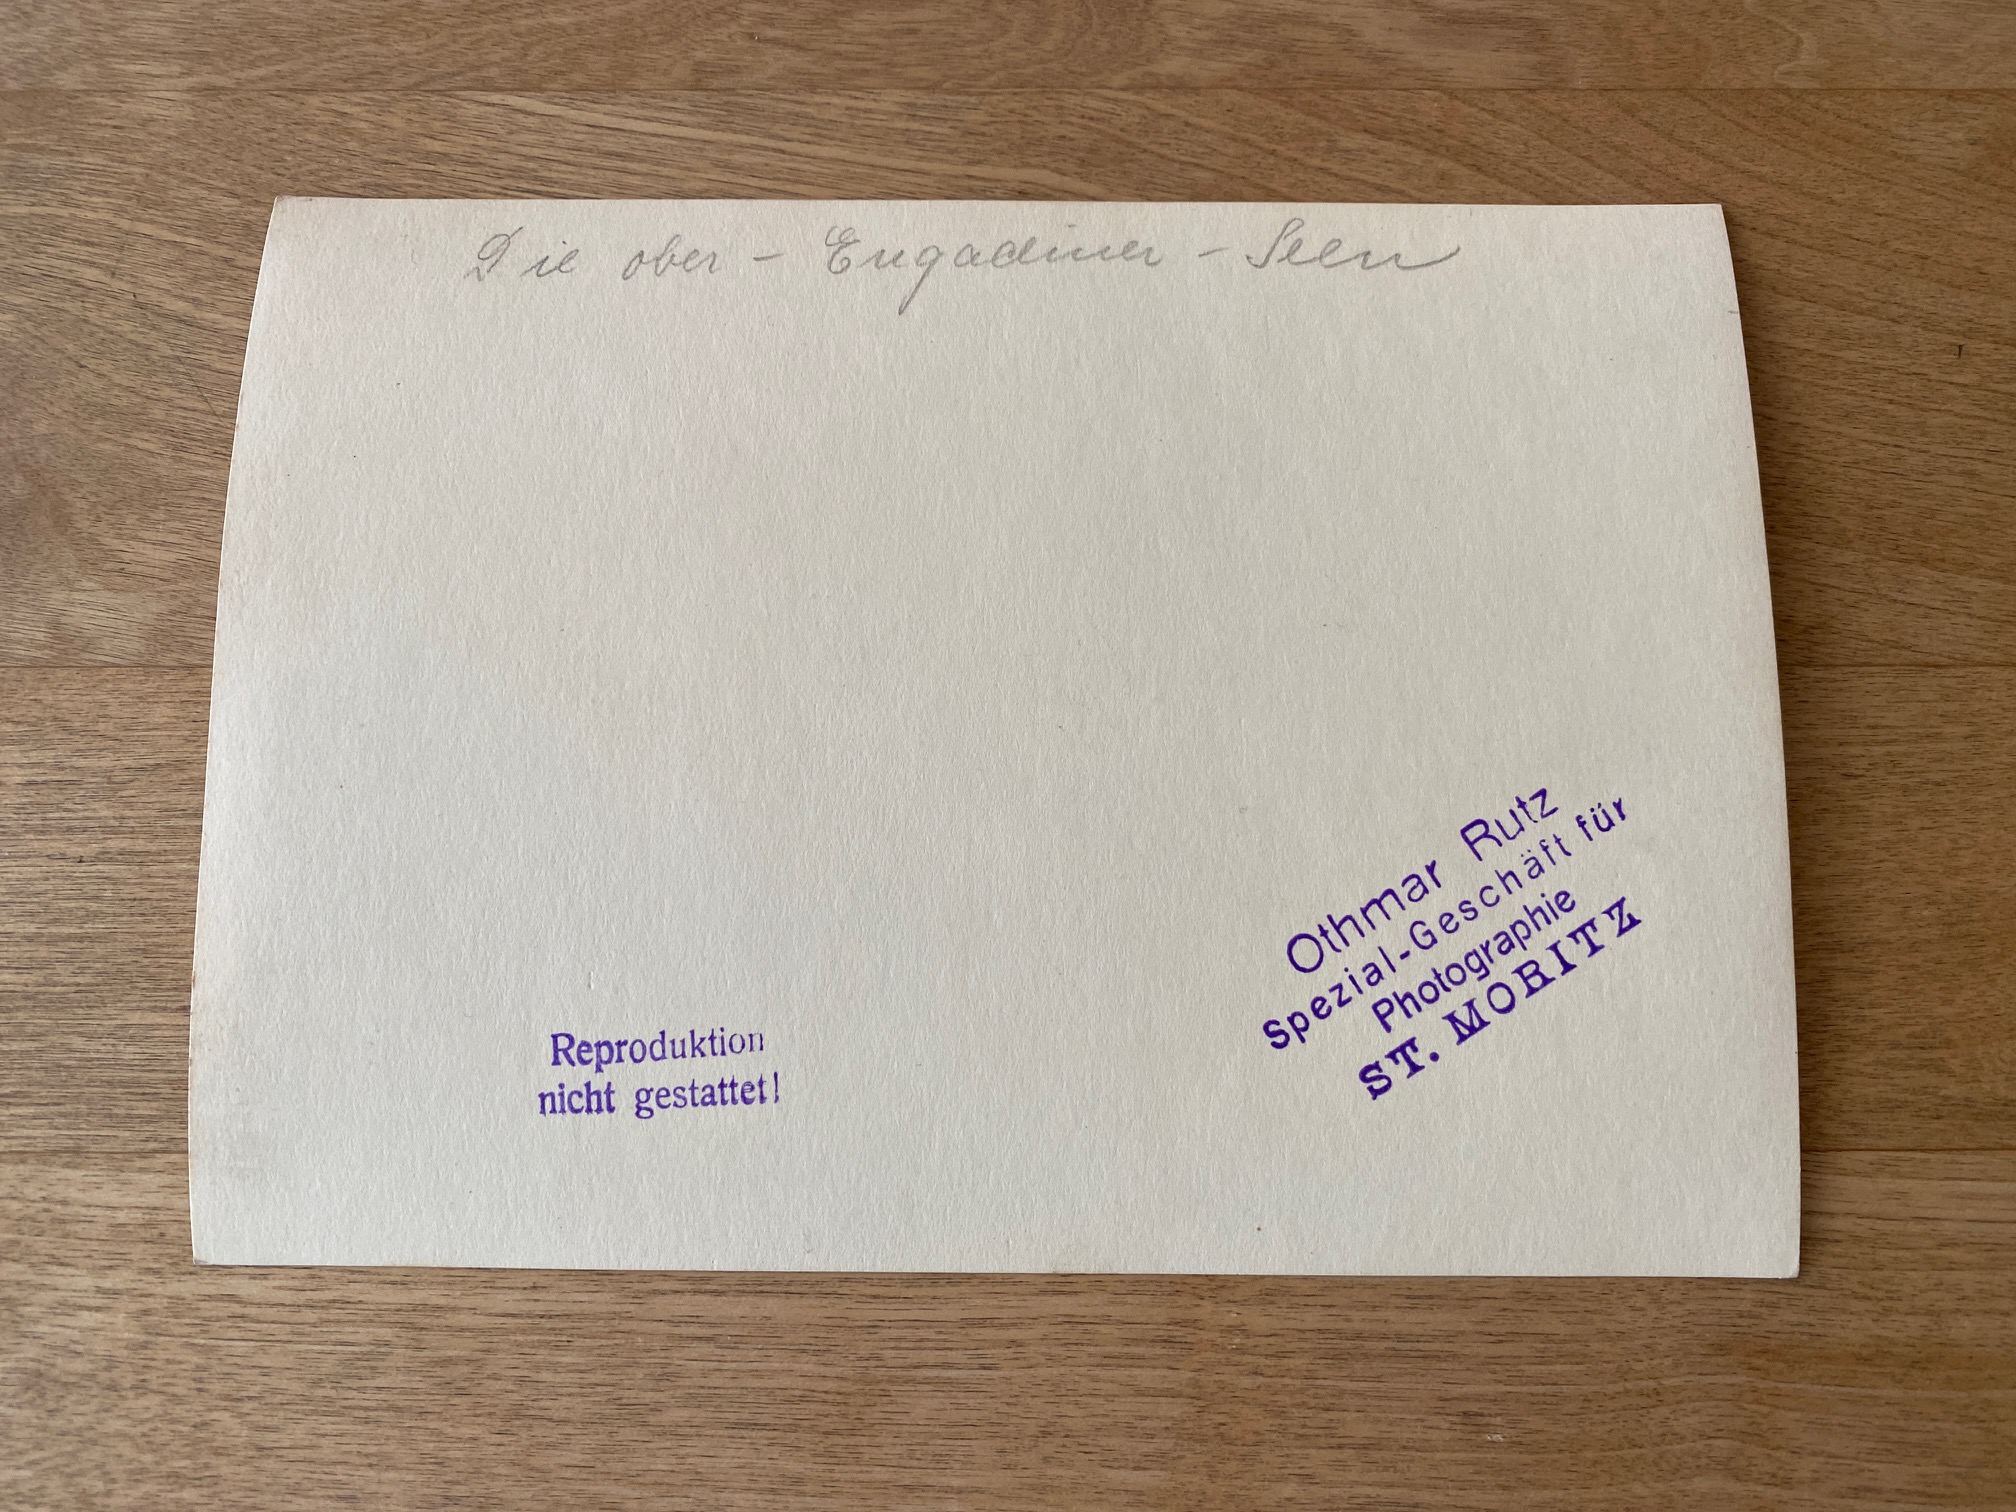 Die ober - Engadiner - Seen
Othmar Rutz
Spezial-Geschäft für
Photographie
ST. MORITZ
Reproduktion
nicht gestattet!